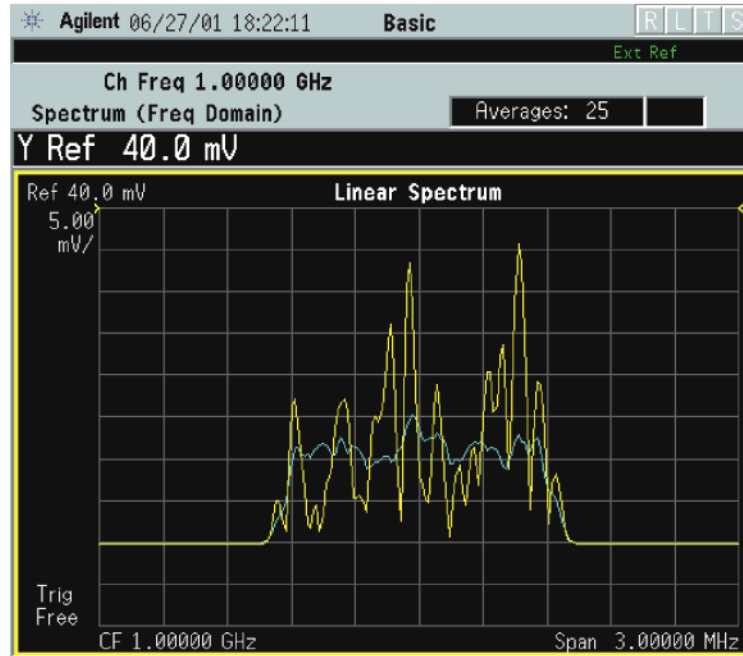 Agilent 06/27/01 18:22:11 Basic R L T S
Ext Ref
Ch Freq 1.00000 GHz
Spectrum (Freq Domain) Averages: 25
Y Ref 40.0 mV
Ref 40.0 mV Linear Spectrum
5.00
mV/
Trig
Free
CF 1.00000 GHz Span 3.00000 MHz